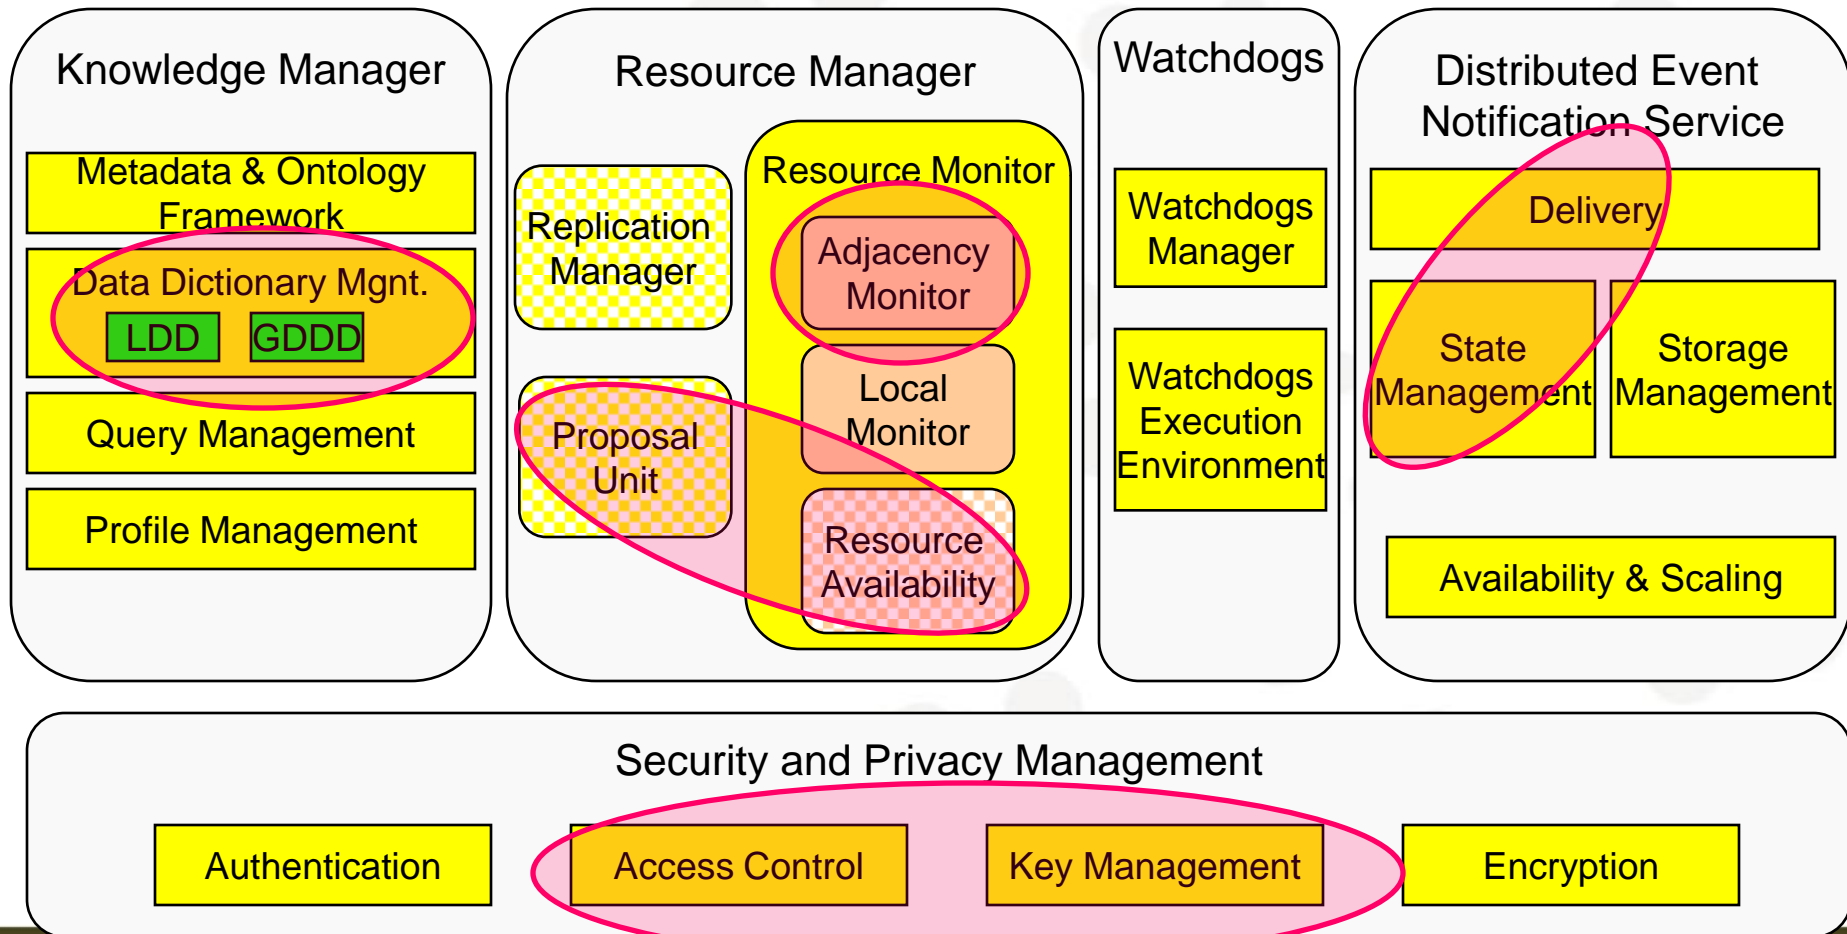 Knowledge Manager
Metadata & Ontology
Framework
Data Dictionary Mgnt.
LDD
GDDD
Query Management
Profile Management
Resource Manager
Replication
Manager
Proposal
Unit
Resource Monitor
Adjacency
Monitor
Local
Monitor
Resource
Availability
Watchdogs
Watchdogs
Manager
Watchdogs
Execution
Environment
Distributed Event
Notification Service
Delivery
State
Management
Storage
Management
Availability & Scaling
Security and Privacy Management
Authentication
Access Control
Key Management
Encryption